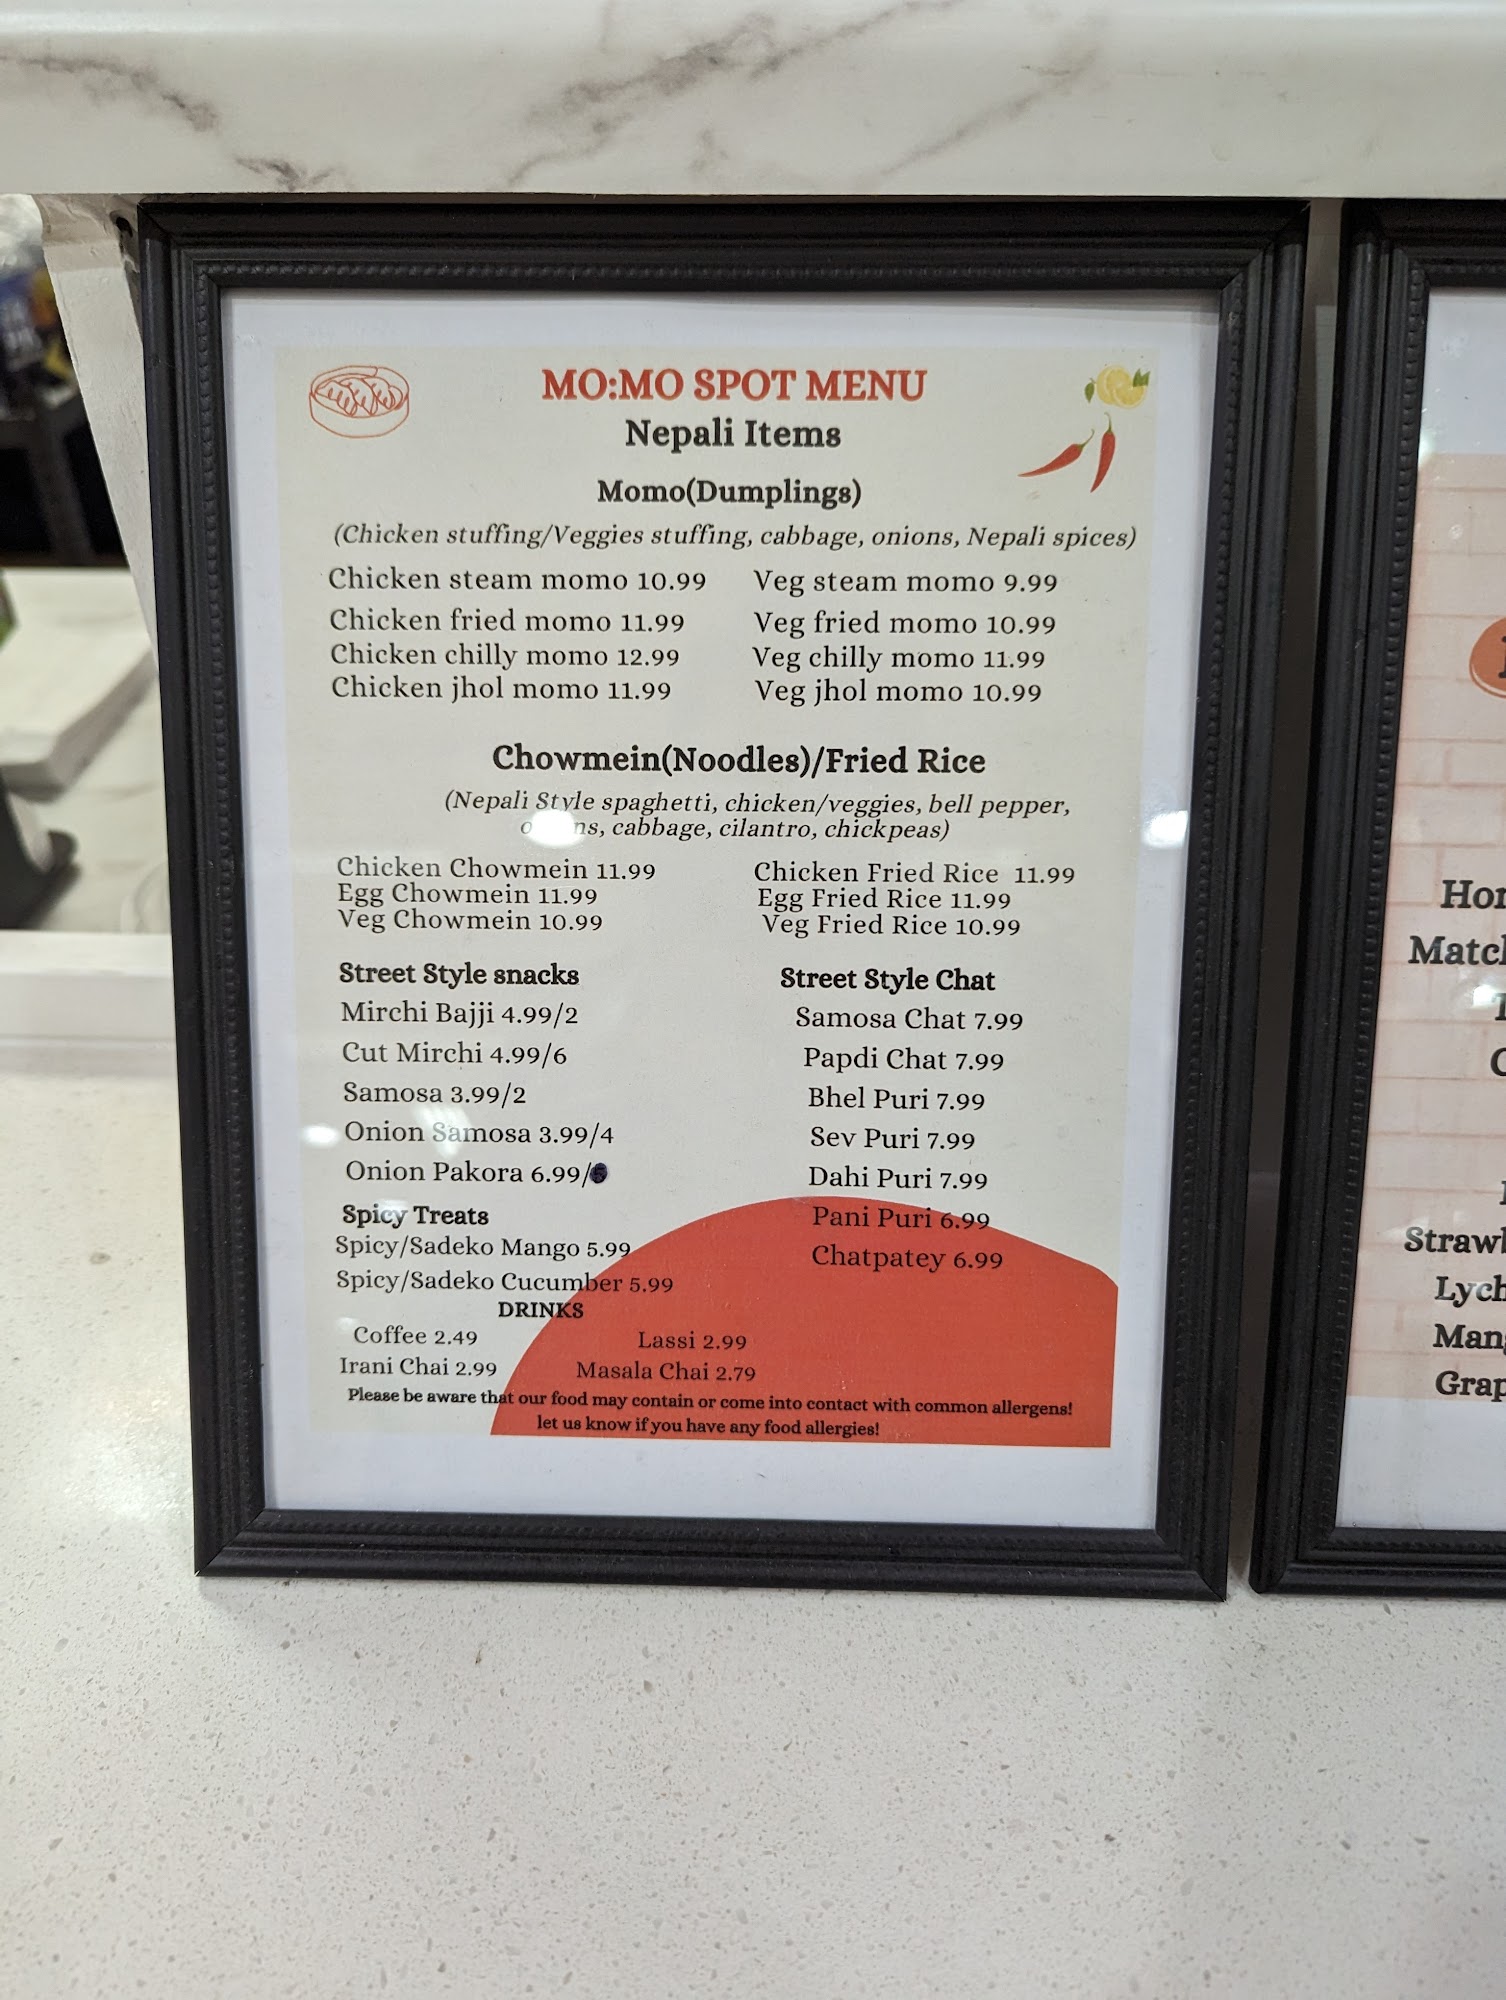 MO:MO SPOT MENU
Nepali Items
Momo(Dumplings)
(Chicken stuffing/Veggies stuffing, cabbage, onions, Nepali spices)
Chicken steam momo 10.99
Chicken fried momo 11.99
Chicken chilly momo 12.99
Chicken jhol momo 11.99
Veg steam momo 9.99
Veg fried momo 10.99
Veg chilly momo 11.99
Veg jhol momo 10.99
Chowmein(Noodles)/Fried Rice
(Nepali Style spaghetti, chicken/veggies, bell pepper,
cabbage, cilantro, chickpeas)
Chicken Chowmein 11.99
Egg Chowmein 11.99
Veg Chowmein 10.99
Chicken Fried Rice 11.99
Egg Fried Rice 11.99
Veg Fried Rice 10.99
Street Style snacks
Mirchi Bajji 4.99/2
Cut Mirchi 4.99/6
Samosa 3.99/2
Onion Samosa 3.99/4
Onion Pakora 6.99/
Street Style Chat
Samosa Chat 7.99
Papdi Chat 7.99
Bhel Puri 7.99
Sev Puri 7.99
Dahi Puri 7.99
Pani Puri 6.99
Chatpatey 6.99
Spicy Treats
Spicy/Sadeko Mango 5.99
Spicy/Sadeko Cucumber 5.99
DRINKS
Coffee 2.49
Lassi 2.99
Irani Chai 2.99
Masala Chai 2.79
Please be aware that our food may contain or come into contact with common allergens!
let us know if you have any food allergies!